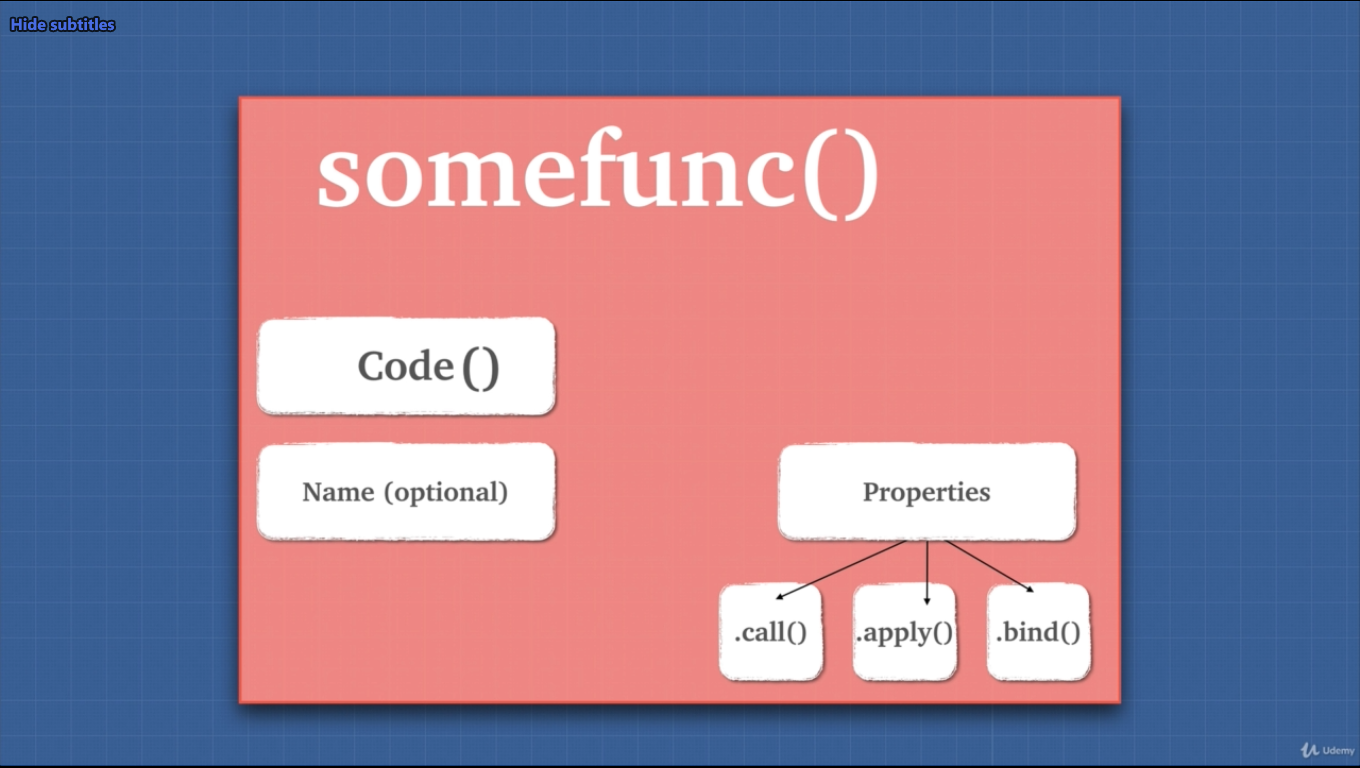 Hide subtitles
somefunc()
Code ()
Name (optional)
Properties
.call()
.apply()
.bind()
Udemy